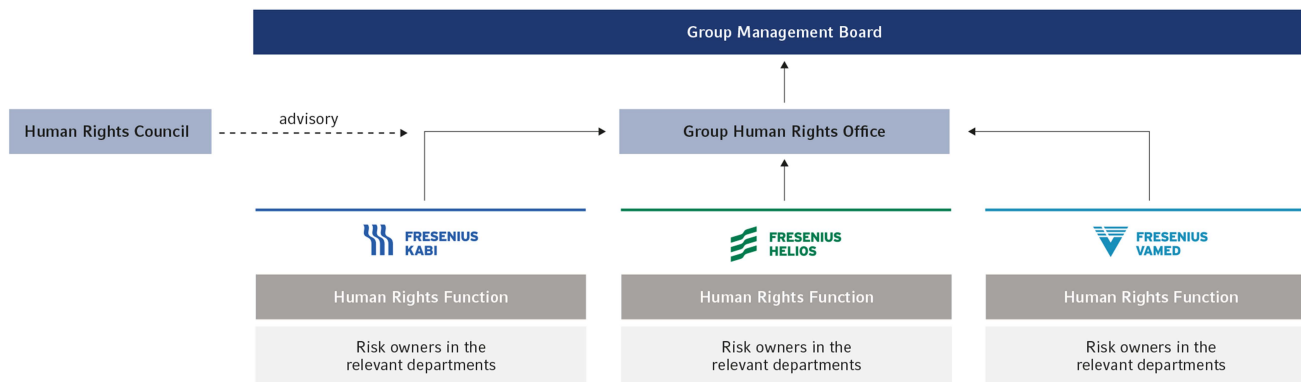 Group Management Board
Human Rights Council
advisory
Group Human Rights Office
FRESENIUS
KABI
FRESENIUS
HELIOS
FRESENIUS
VAMED
Human Rights Function
Human Rights Function
Human Rights Function
Risk owners in the
relevant departments
Risk owners in the
relevant departments
Risk owners in the
relevant departments